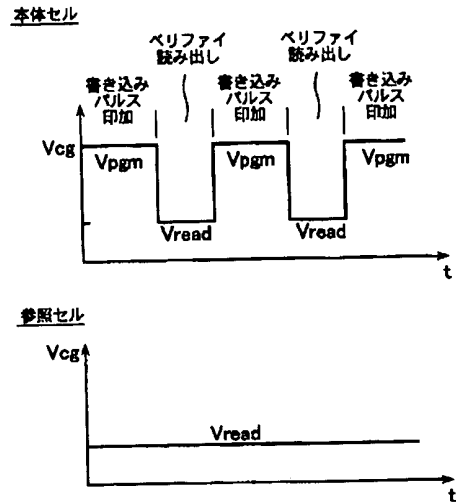 本体セル
ベリファイ
読み出し
ベリファイ
読み出し
書き込み
パルス
印加
書き込み
パルス
印加
書き込み
パルス
印加
Vcg
Vpgm
Vpgm
Vpgm
Vread
Vread
t
参照セル
Vcg
Vread
t